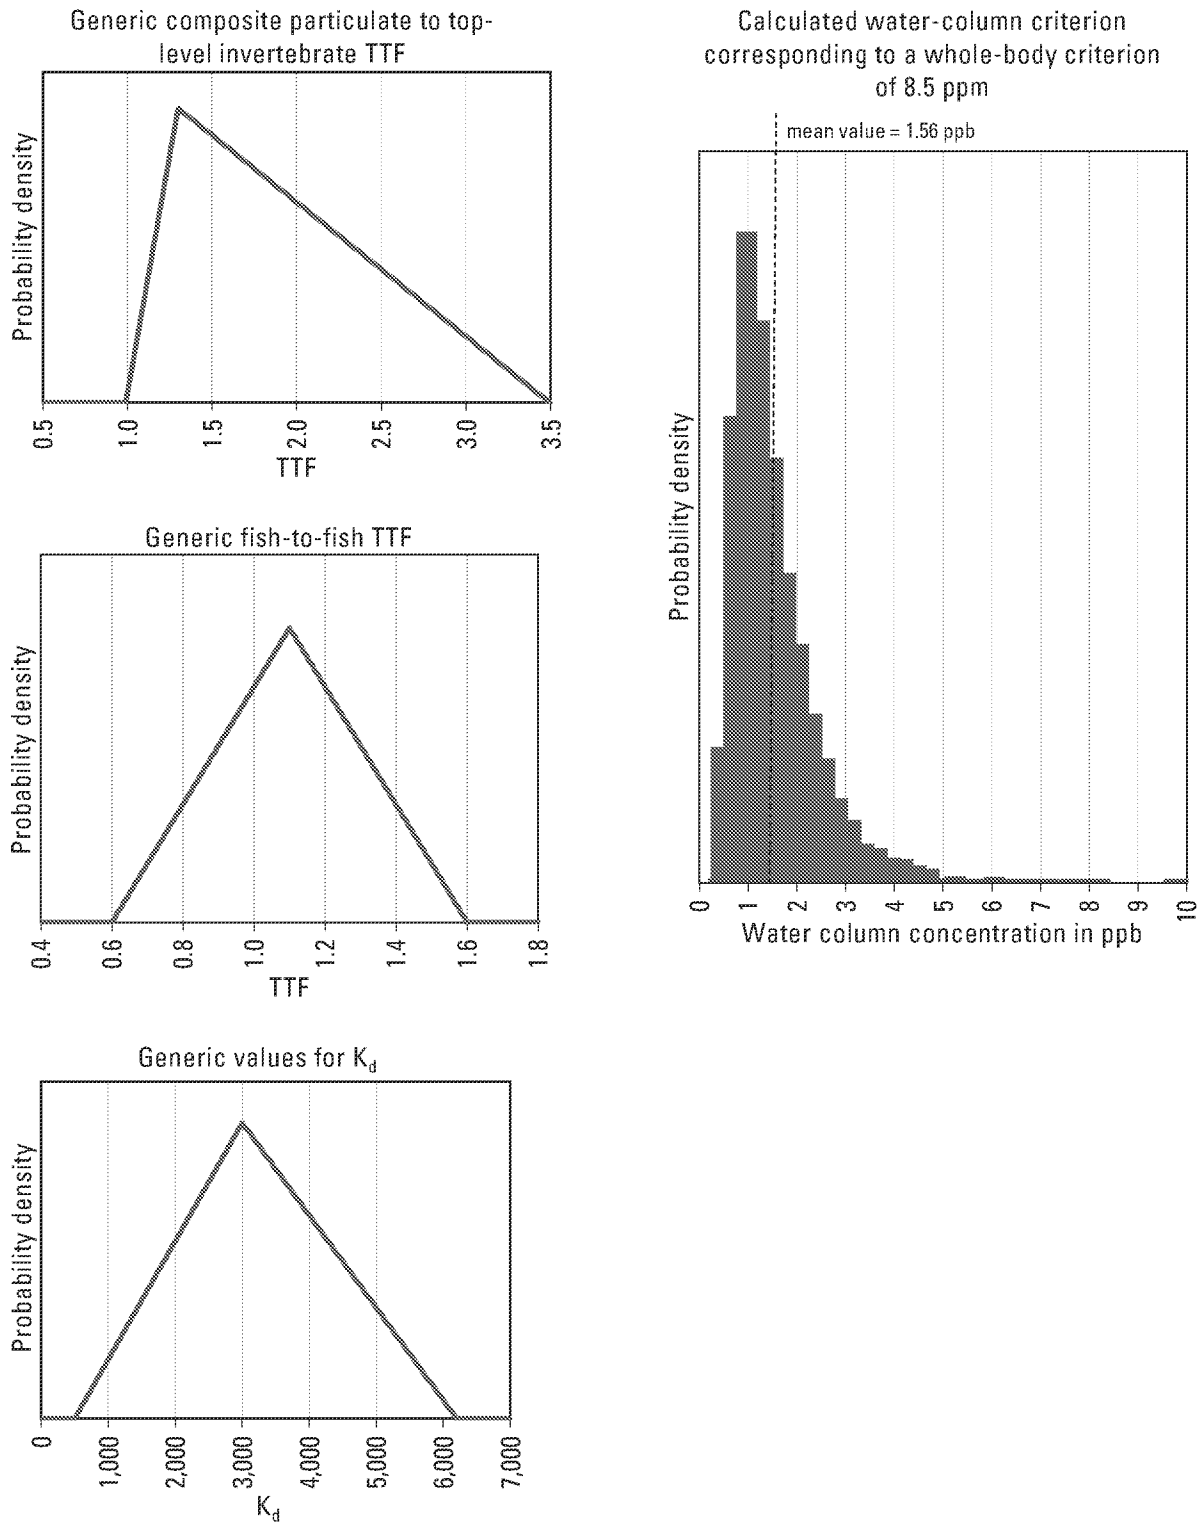 Generic composite particulate to top-
level invertebrate TTF
Probability density
0.5 1.0 1.5 2.0 2.5 3.0 3.5
TTF
Generic fish-to-fish TTF
Probability density
0.4 0.6 0.8 1.0 1.2 1.4 1.6 1.8
TTF
Generic values for Kd
Probability density
0 1,000 2,000 3,000 4,000 5,000 6,000 7,000
Kd
Calculated water-column criterion
corresponding to a whole-body criterion
of 8.5 ppm
mean value = 1.56 ppb
Probability density
0 1 2 3 4 5 6 7 8 9 10
Water column concentration in ppb